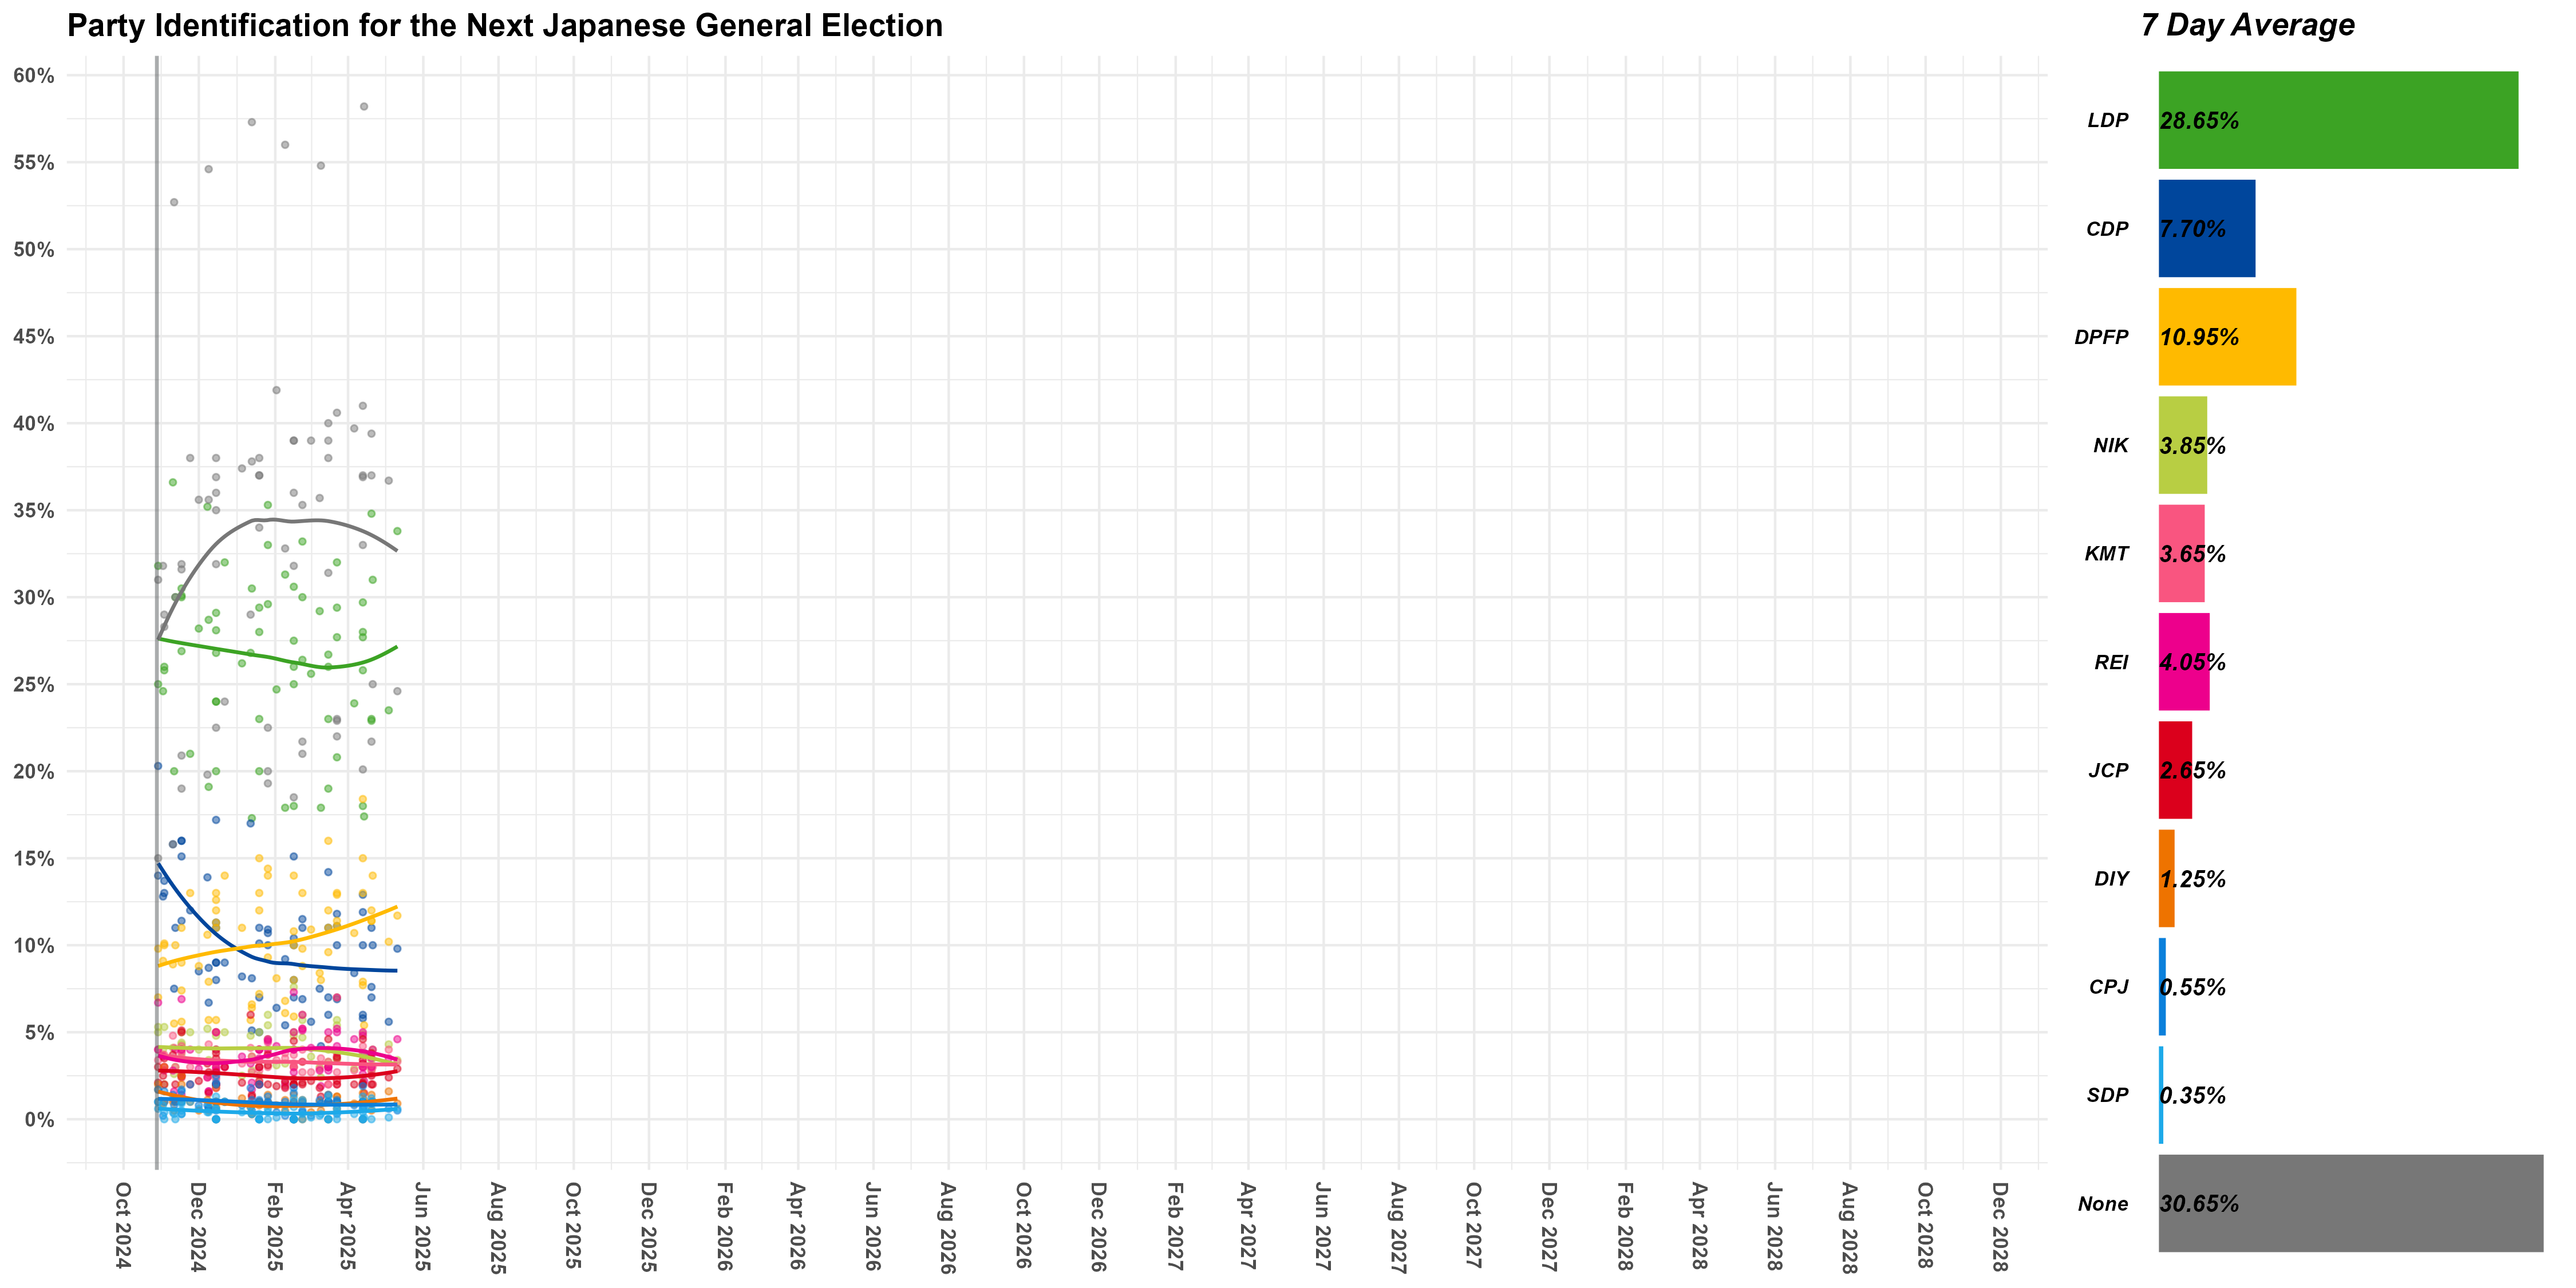 Party Identification for the Next Japanese General Election
7 Day Average
60%
55%
50%
45%
40%
35%
30%
25%
20%
15%
10%
5%
0%
Oct 2024
Dec 2024
Feb 2025
Apr 2025
Jun 2025
Aug 2025
Oct 2025
Dec 2025
Feb 2026
Apr 2026
Jun 2026
Aug 2026
Oct 2026
Dec 2026
Feb 2027
Apr 2027
Jun 2027
Aug 2027
Oct 2027
Dec 2027
Feb 2028
Apr 2028
Jun 2028
Aug 2028
Oct 2028
Dec 2028
LDP 28.65%
CDP 7.70%
DPFP 10.95%
NIK 3.85%
KMT 3.65%
REI 4.05%
JCP 2.65%
DIY 1.25%
CPJ 0.55%
SDP 0.35%
None 30.65%